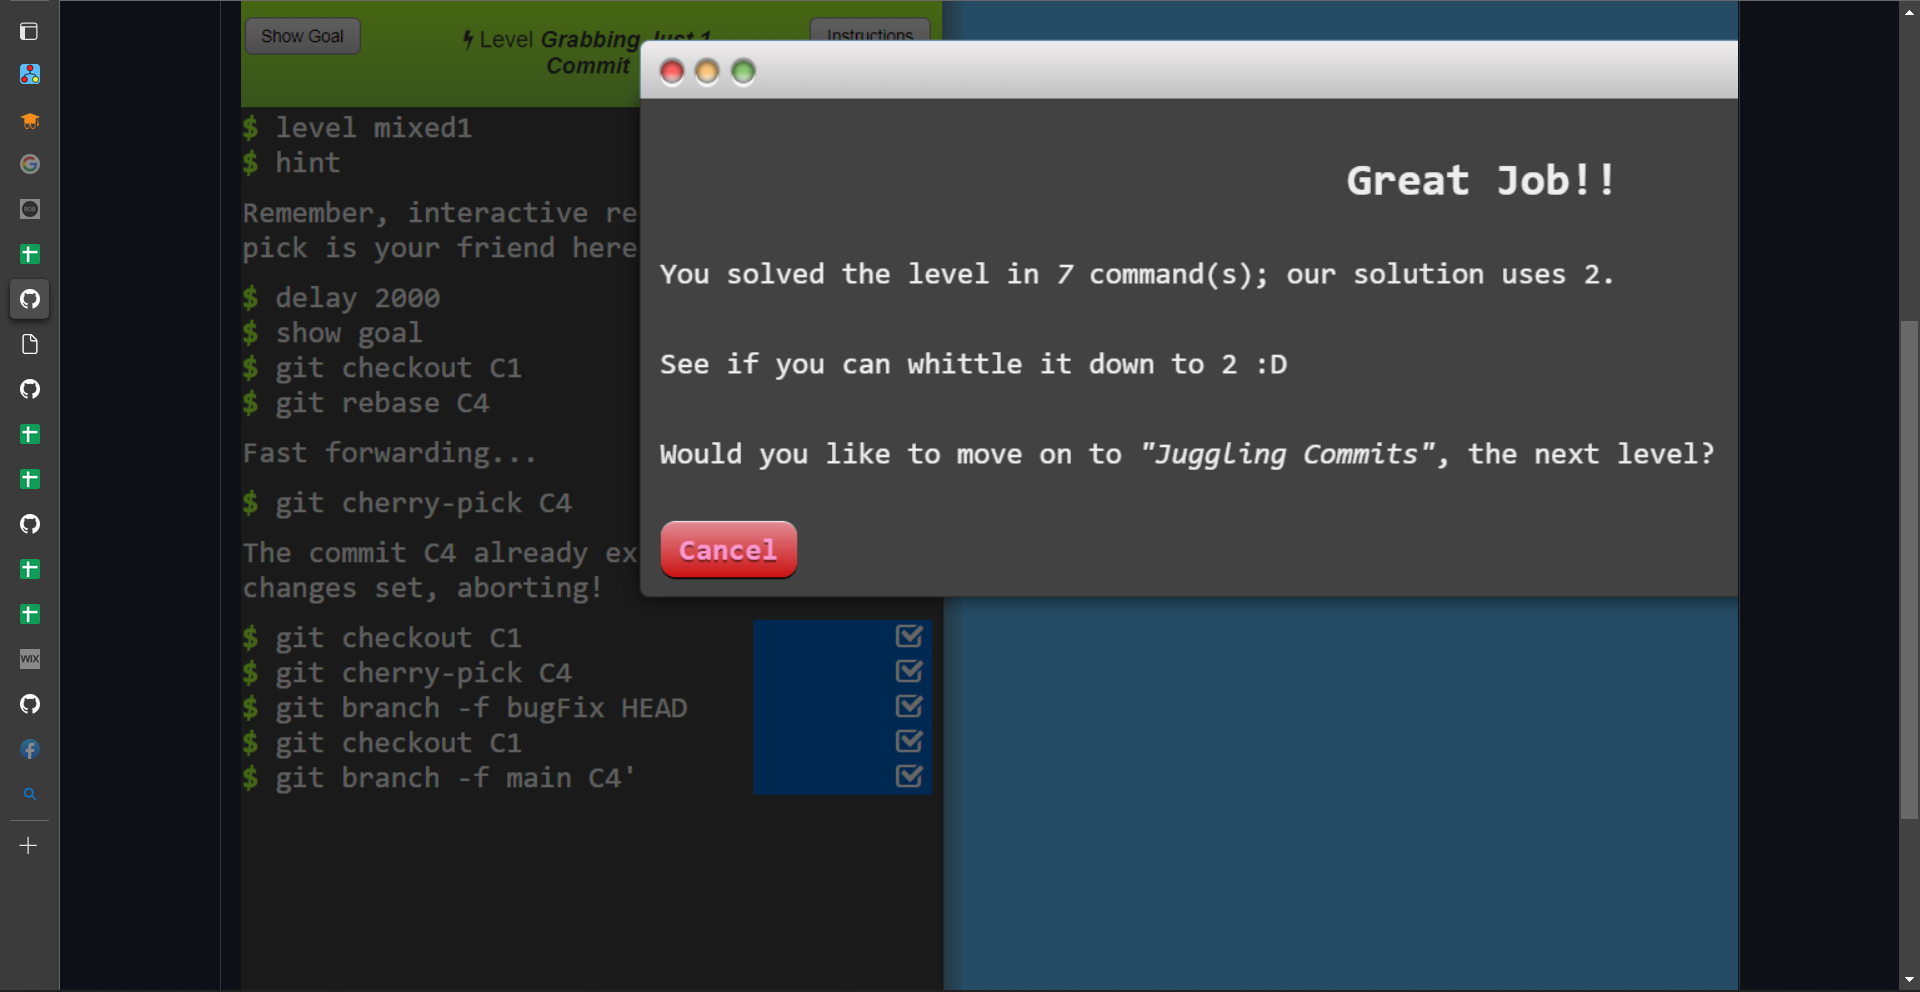 Show Goal
Level Grabbing Just 1
Commit
Instructions
$ level mixed1
$ hint
Remember, interactive re
pick is your friend here
$ delay 2000
$ show goal
$ git checkout C1
$ git rebase C4
Fast forwarding...
$ git cherry-pick C4
The commit C4 already ex
changes set, aborting!
$ git checkout C1
$ git cherry-pick C4
$ git branch -f bugFix HEAD
$ git checkout C1
$ git branch -f main C4'
Great Job!!
You solved the level in 7 command(s); our solution uses 2.
See if you can whittle it down to 2 :D
Would you like to move on to "Juggling Commits", the next level?
Cancel
WIX